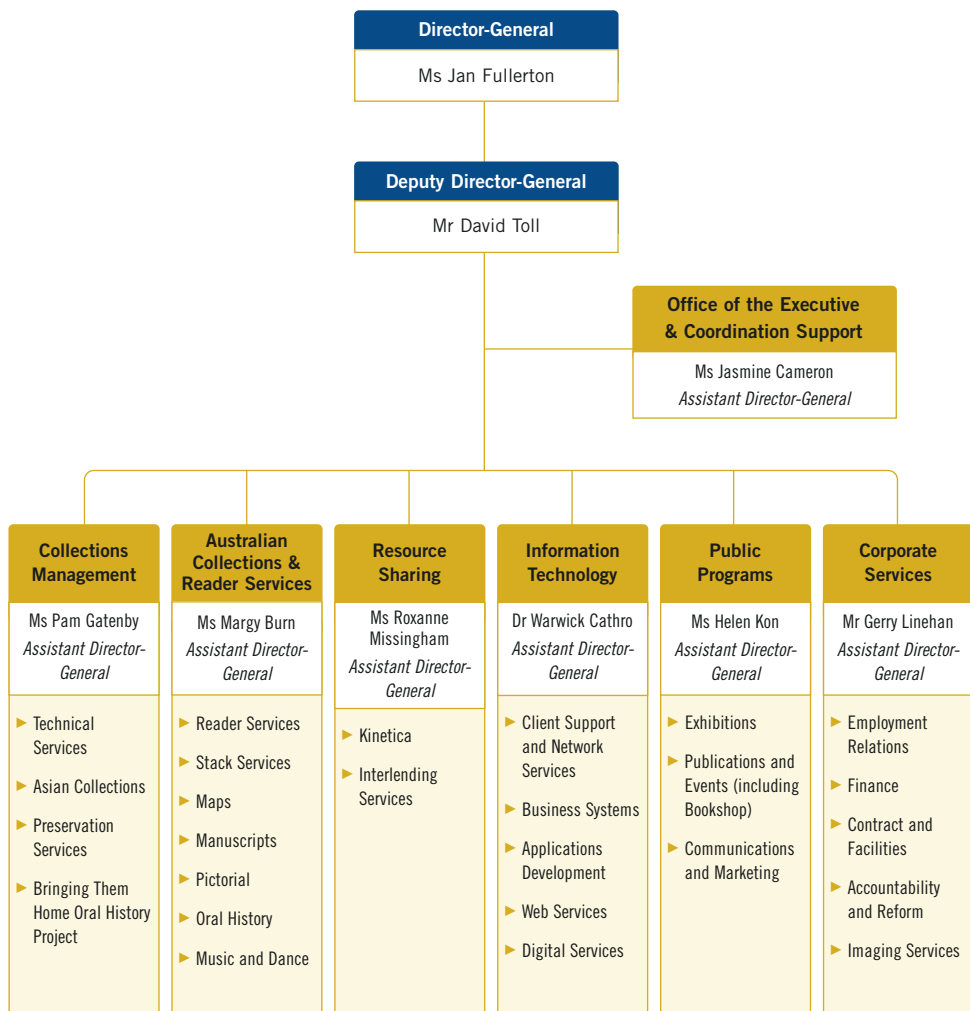 Director-General
Ms Jan Fullerton
Deputy Director-General
Mr David Toll
Office of the Executive
& Coordination Support
Ms Jasmine Cameron
Assistant Director-General
Collections
Management
Ms Pam Gatenby
Assistant Director-
General
Technical
Services
Asian Collections
Preservation
Services
Bringing Them
Home Oral History
Project
Australian
Collections &
Reader Services
Ms Margy Burn
Assistant Director-
General
Reader Services
Stack Services
Maps
Manuscripts
Pictorial
Oral History
Music and Dance
Resource
Sharing
Ms Roxanne
Missingham
Assistant Director-
General
Kinetica
Interlending
Services
Information
Technology
Dr Warwick Cathro
Assistant Director-
General
Client Support
and Network
Services
Business Systems
Applications
Development
Web Services
Digital Services
Public
Programs
Ms Helen Kon
Assistant Director-
General
Exhibitions
Publications and
Events (including
Bookshop)
Communications
and Marketing
Corporate
Services
Mr Gerry Linehan
Assistant Director-
General
Employment
Relations
Finance
Contract and
Facilities
Accountability
and Reform
Imaging Services